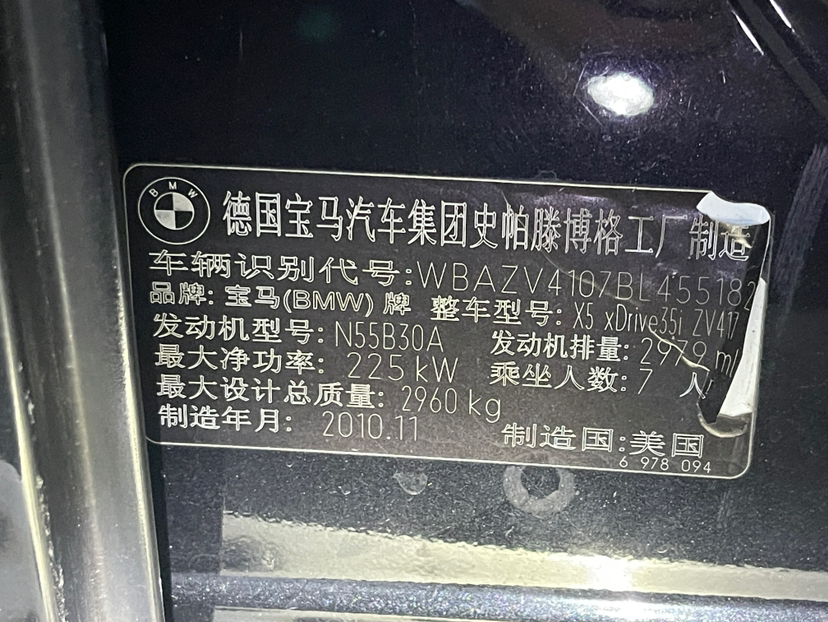 BMW
德国宝马汽车集团史帕滕博格工厂 制造
车辆识别代号:WBAZV4107BL455182
品牌: 宝马(BMW) 牌 整车型号: X5 xDrive35i ZV417
发动机型号: N55B30A 发动机排量: 2979 ml
最大净功率: 225 kW 乘坐人数: 7 人
最大设计总质量: 2960 kg
制造年月: 2010.11 制造国:美国
6 978 094